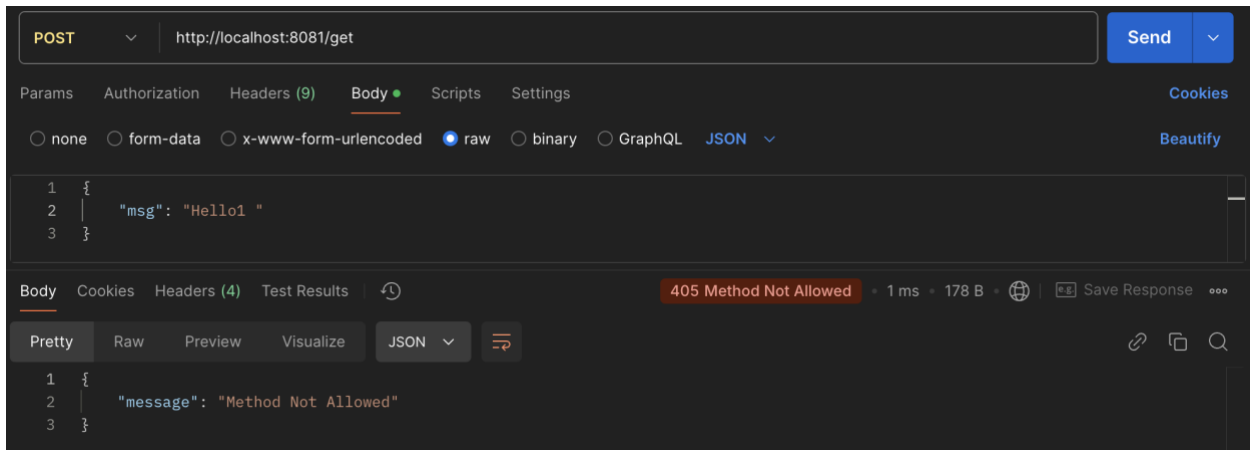 POST http://localhost:8081/get Send
Params Authorization Headers (9) Body Scripts Settings Cookies
none form-data x-www-form-urlencoded raw binary GraphQL JSON Beautify
1 {
2 "msg": "Hello1 "
3 }
Body Cookies Headers (4) Test Results 405 Method Not Allowed 1 ms 178 B e.g. Save Response
Pretty Raw Preview Visualize JSON
1 {
2 "message": "Method Not Allowed"
3 }